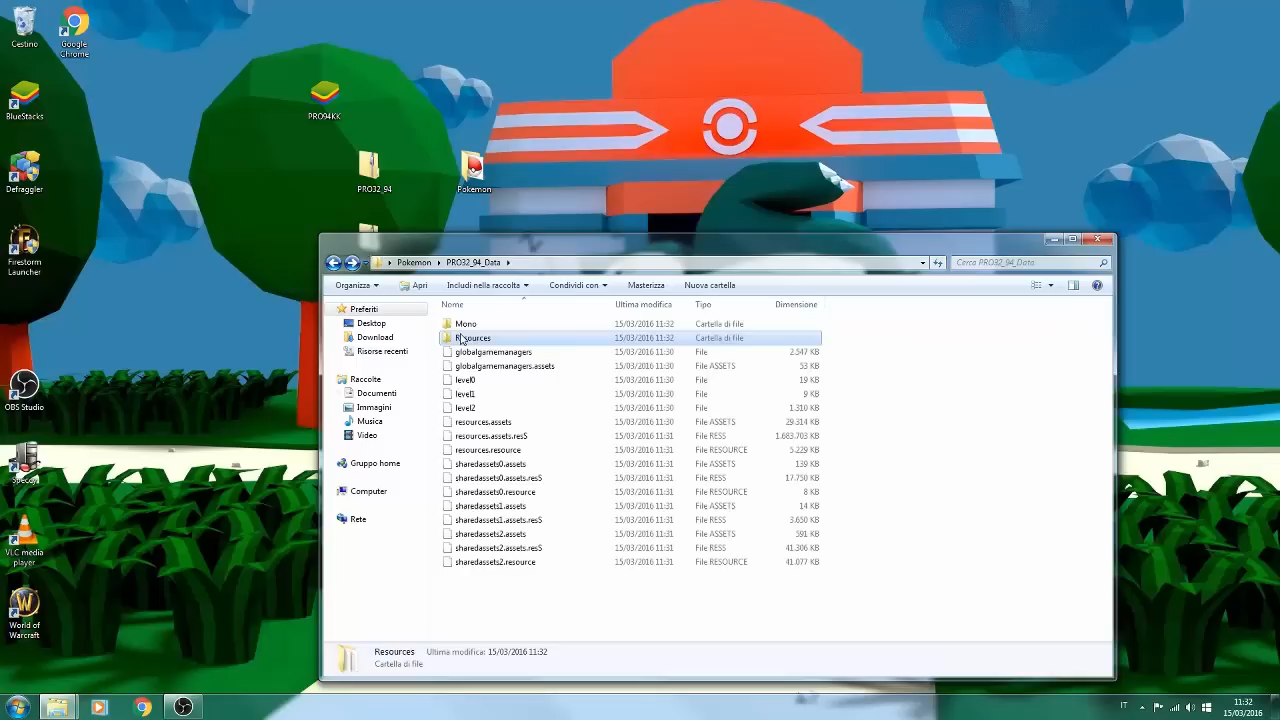 Cestino
Google
Chrome
BlueStacks
PRO94KK
Defraggler
PRO32_94
Pokemon
Firestorm
Launcher
OBS Studio
Speccy
VLC media
player
World of
Warcraft
Pokemon
PRO32_94_Data
Cerca PRO32_94_Data
Organizza
Apri
Includi nella raccolta
Condividi con
Masterizza
Nuova cartella
Preferiti
Desktop
Download
Risorse recenti
Raccolte
Documenti
Immagini
Musica
Video
Gruppo home
Computer
Rete
Nome Ultima modifica Tipo Dimensione
Mono 15/03/2016 11:32 Cartella di file
Resources 15/03/2016 11:32 Cartella di file
globalgamemanagers 15/03/2016 11:30 File 2.547 KB
globalgamemanagers.assets 15/03/2016 11:30 File ASSETS 53 KB
level0 15/03/2016 11:30 File 19 KB
level1 15/03/2016 11:30 File 9 KB
level2 15/03/2016 11:30 File 1.310 KB
resources.assets 15/03/2016 11:30 File ASSETS 29.314 KB
resources.assets.resS 15/03/2016 11:31 File RESS 1.683.703 KB
resources.resource 15/03/2016 11:31 File RESOURCE 5.229 KB
sharedassets0.assets 15/03/2016 11:31 File ASSETS 139 KB
sharedassets0.assets.resS 15/03/2016 11:31 File RESS 17.750 KB
sharedassets0.resource 15/03/2016 11:31 File RESOURCE 8 KB
sharedassets1.assets 15/03/2016 11:31 File ASSETS 14 KB
sharedassets1.assets.resS 15/03/2016 11:31 File RESS 3.650 KB
sharedassets2.assets 15/03/2016 11:31 File ASSETS 591 KB
sharedassets2.assets.resS 15/03/2016 11:31 File RESS 41.306 KB
sharedassets2.resource 15/03/2016 11:31 File RESOURCE 41.077 KB
Resources Ultima modifica: 15/03/2016 11:32
Cartella di file
IT
11:32
15/03/2016